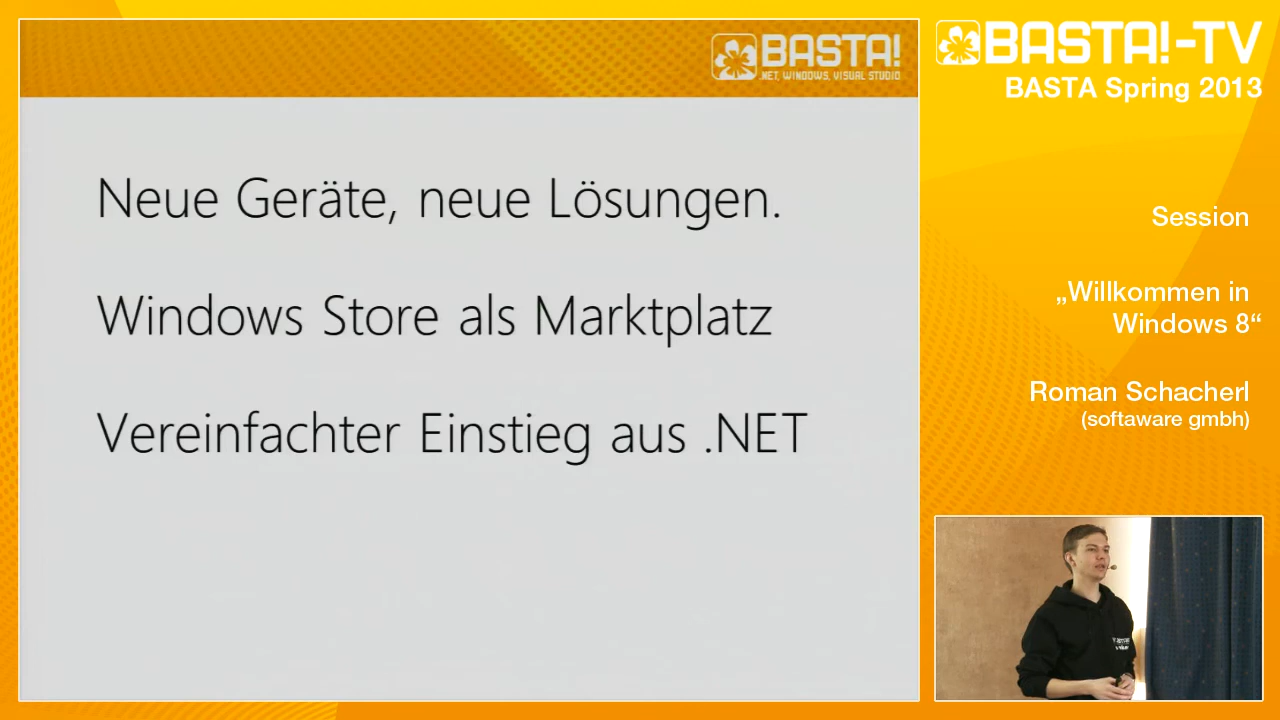 BASTA!
.NET, WINDOWS, VISUAL STUDIO
Neue Geräte, neue Lösungen.
Windows Store als Marktplatz
Vereinfachter Einstieg aus .NET
BASTA!-TV
BASTA Spring 2013
Session
„Willkommen in
Windows 8“
Roman Schacherl
(softaware gmbh)